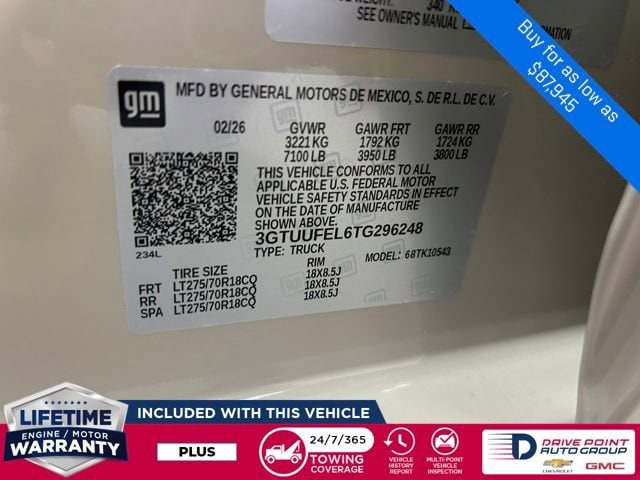 340 K
SEE OWNER'S MANUAL
FORMATION
Buy for as low as
$87,945
gm
MFD BY GENERAL MOTORS DE MEXICO, S. DE R.L. DE C.V.
02/26 GVWR GAWR FRT GAWR RR
3221 KG 1792 KG 1724 KG
7100 LB 3950 LB 3800 LB
THIS VEHICLE CONFORMS TO ALL
APPLICABLE U.S. FEDERAL MOTOR
VEHICLE SAFETY STANDARDS IN EFFECT
ON THE DATE OF MANUFACTURE
SHOWN ABOVE.
3GTUUFEL6TG296248
TYPE: TRUCK MODEL: 68TK10543
234L
TIRE SIZE RIM
FRT LT275/70R18CQ 18X8.5J
RR LT275/70R18CQ 18X8.5J
SPA LT275/70R18CQ 18X8.5J
LIFETIME
ENGINE / MOTOR
WARRANTY
INCLUDED WITH THIS VEHICLE
PLUS
24/7/365
TOWING
COVERAGE
VEHICLE
HISTORY
REPORT
MULTI-POINT
VEHICLE
INSPECTION
DRIVE POINT
AUTO GROUP
CHEVROLET GMC